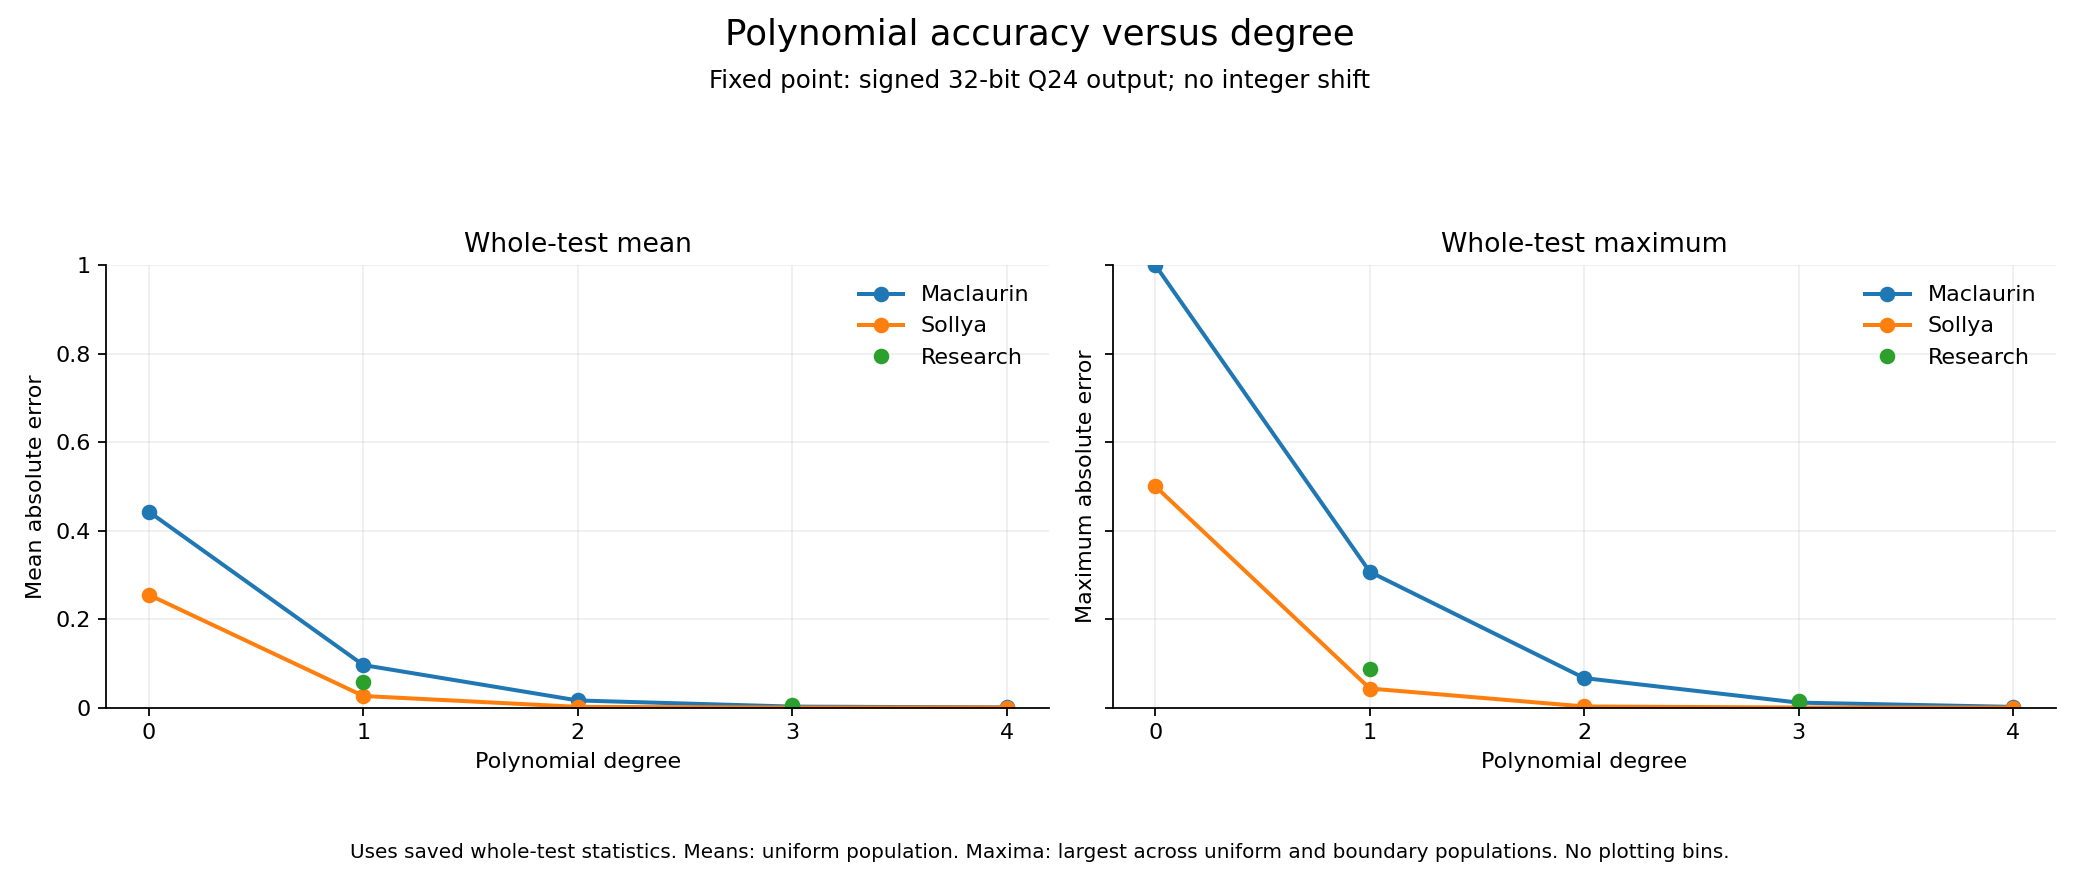 Polynomial accuracy versus degree
Fixed point: signed 32-bit Q24 output; no integer shift
Whole-test mean
1
0.8
0.6
0.4
0.2
0
Mean absolute error
Maclaurin
Sollya
Research
0 1 2 3 4
Polynomial degree
Whole-test maximum
Maximum absolute error
Maclaurin
Sollya
Research
0 1 2 3 4
Polynomial degree
Uses saved whole-test statistics. Means: uniform population. Maxima: largest across uniform and boundary populations. No plotting bins.